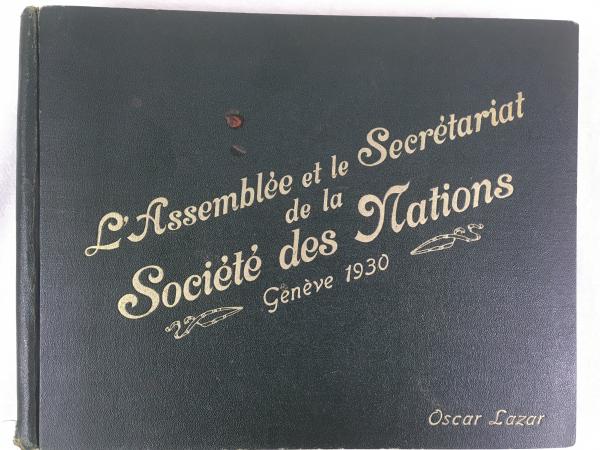 L'Assemblée et le Secrétariat
de la
Société des Nations
Genève 1930
Oscar Lazar